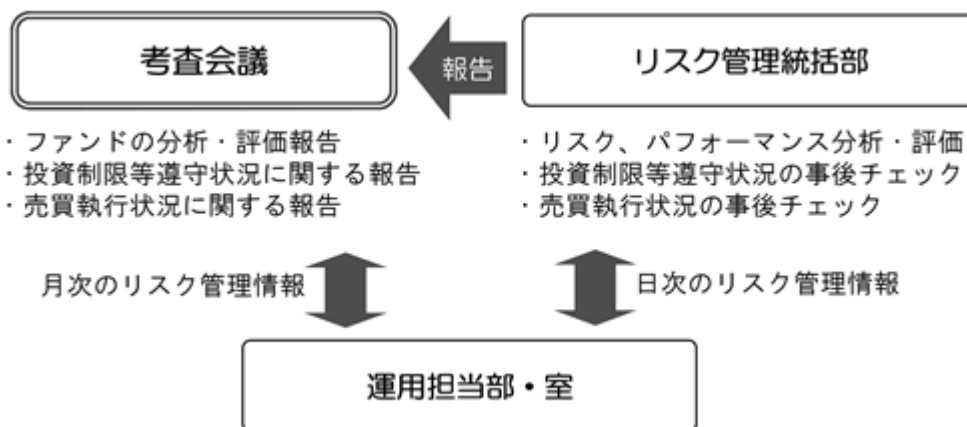 考査会議
報告
リスク管理統括部
・ファンドの分析・評価報告
・投資制限等遵守状況に関する報告
・売買執行状況に関する報告
・リスク、パフォーマンス分析・評価
・投資制限等遵守状況の事後チェック
・売買執行状況の事後チェック
月次のリスク管理情報
日次のリスク管理情報
運用担当部・室